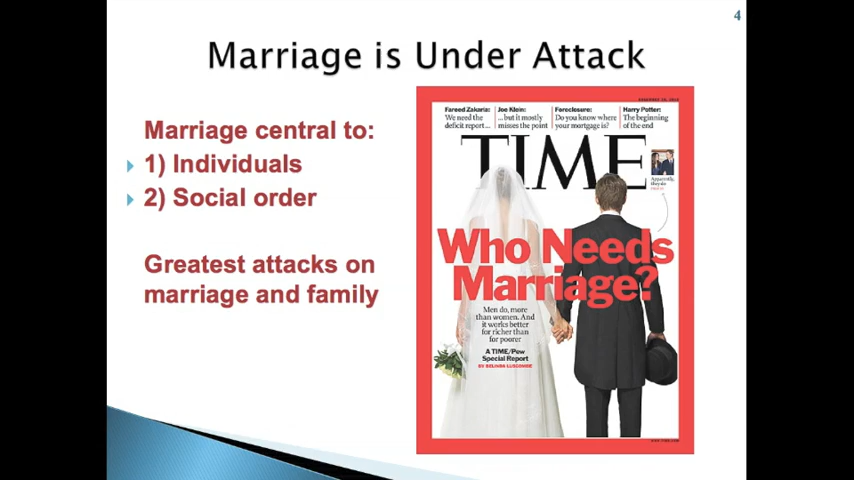 4
Marriage is Under Attack
Marriage central to:
1) Individuals
2) Social order
Greatest attacks on
marriage and family
Fareed Zakaria:
We need the
deficit report...
Joe Klein:
...but it mostly
misses the point
Foreclosure:
Do you know where
your mortgage is?
Harry Potter:
The beginning
of the end
TIME
Apparently,
they do
Who Needs
Marriage?
Men do, more
than women. And
it works better
for richer than
for poorer
A TIME/Pew
Special Report
BY BELINDA LUSCOMBE